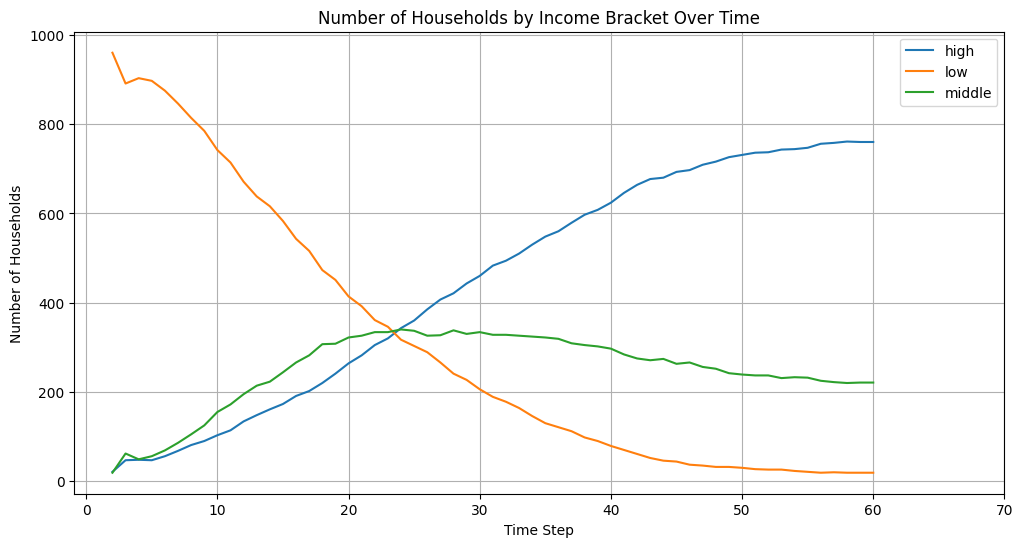 Number of Households by Income Bracket Over Time
Number of Households
1000
800
600
400
200
0
high
low
middle
0 10 20 30 40 50 60 70
Time Step